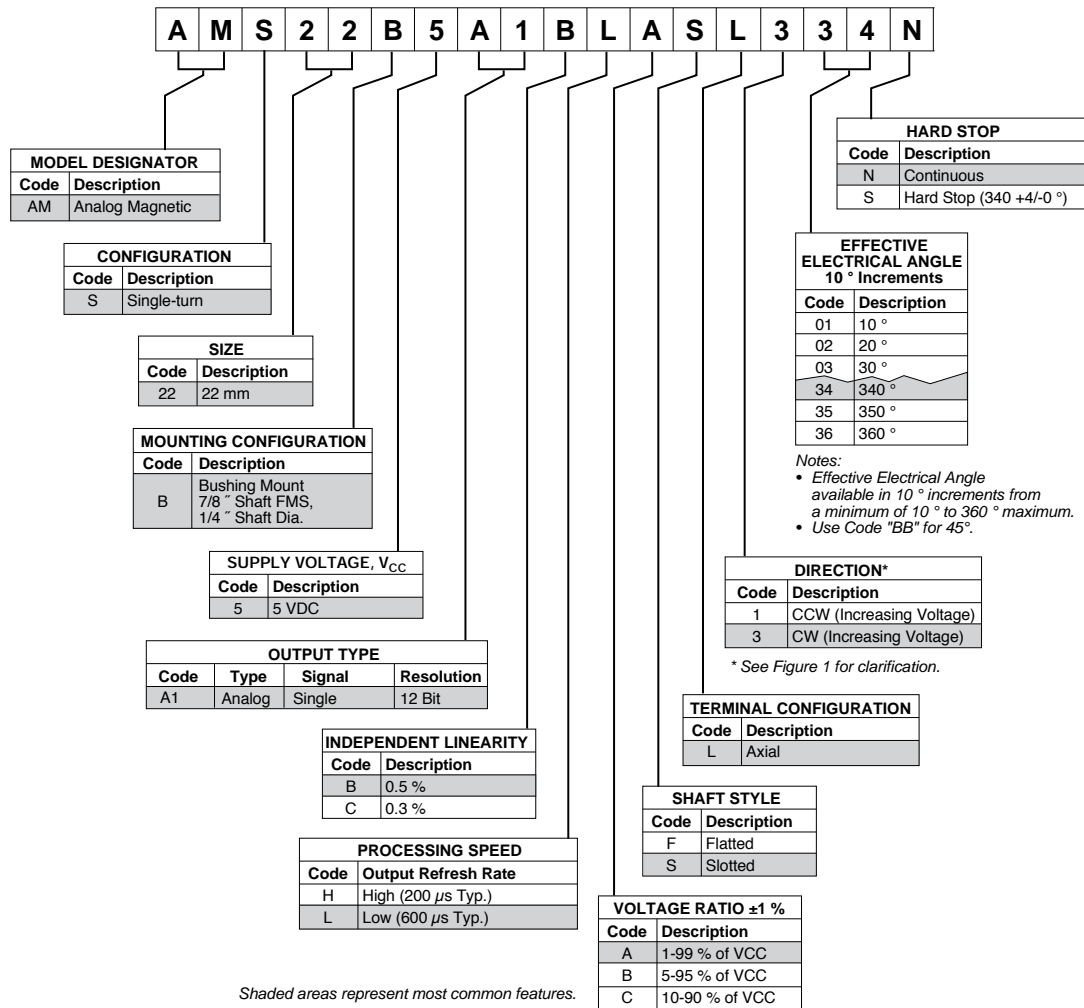 A M S 2 2 B 5 A 1 B L A S L 3 3 4 N
HARD STOP
Code Description
N Continuous
S Hard Stop (340 +4/-0 °)
MODEL DESIGNATOR
Code Description
AM Analog Magnetic
EFFECTIVE
ELECTRICAL ANGLE
10 ° Increments
Code Description
01 10 °
02 20 °
03 30 °
34 340 °
35 350 °
36 360 °
Notes:
• Effective Electrical Angle
available in 10 ° increments from
a minimum of 10 ° to 360 ° maximum.
• Use Code "BB" for 45°.
CONFIGURATION
Code Description
S Single-turn
SIZE
Code Description
22 22 mm
MOUNTING CONFIGURATION
Code Description
B Bushing Mount
7/8 ˝ Shaft FMS,
1/4 ˝ Shaft Dia.
SUPPLY VOLTAGE, VCC
Code Description
5 5 VDC
DIRECTION*
Code Description
1 CCW (Increasing Voltage)
3 CW (Increasing Voltage)
* See Figure 1 for clarification.
OUTPUT TYPE
Code Type Signal Resolution
A1 Analog Single 12 Bit
TERMINAL CONFIGURATION
Code Description
L Axial
INDEPENDENT LINEARITY
Code Description
B 0.5 %
C 0.3 %
SHAFT STYLE
Code Description
F Flatted
S Slotted
PROCESSING SPEED
Code Output Refresh Rate
H High (200 µs Typ.)
L Low (600 µs Typ.)
VOLTAGE RATIO ±1 %
Code Description
A 1-99 % of VCC
B 5-95 % of VCC
C 10-90 % of VCC
Shaded areas represent most common features.